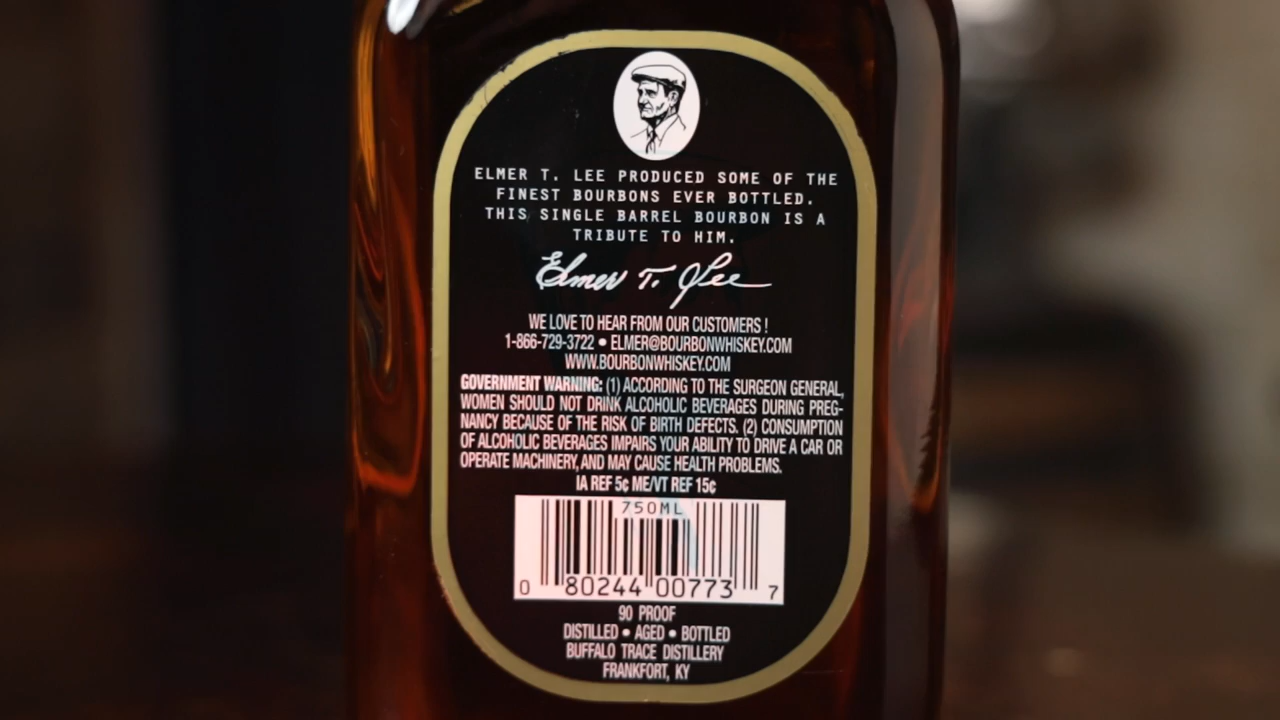 ELMER T. LEE PRODUCED SOME OF THE
FINEST BOURBONS EVER BOTTLED.
THIS SINGLE BARREL BOURBON IS A
TRIBUTE TO HIM.
Elmer T. Lee
WE LOVE TO HEAR FROM OUR CUSTOMERS !
1-866-729-3722 • ELMER@BOURBONWHISKEY.COM
WWW.BOURBONWHISKEY.COM
GOVERNMENT WARNING: (1) ACCORDING TO THE SURGEON GENERAL,
WOMEN SHOULD NOT DRINK ALCOHOLIC BEVERAGES DURING PREG-
NANCY BECAUSE OF THE RISK OF BIRTH DEFECTS. (2) CONSUMPTION
OF ALCOHOLIC BEVERAGES IMPAIRS YOUR ABILITY TO DRIVE A CAR OR
OPERATE MACHINERY, AND MAY CAUSE HEALTH PROBLEMS.
IA REF 5¢ ME/VT REF 15¢
750ML
0 80244 00773 7
90 PROOF
DISTILLED • AGED • BOTTLED
BUFFALO TRACE DISTILLERY
FRANKFORT, KY